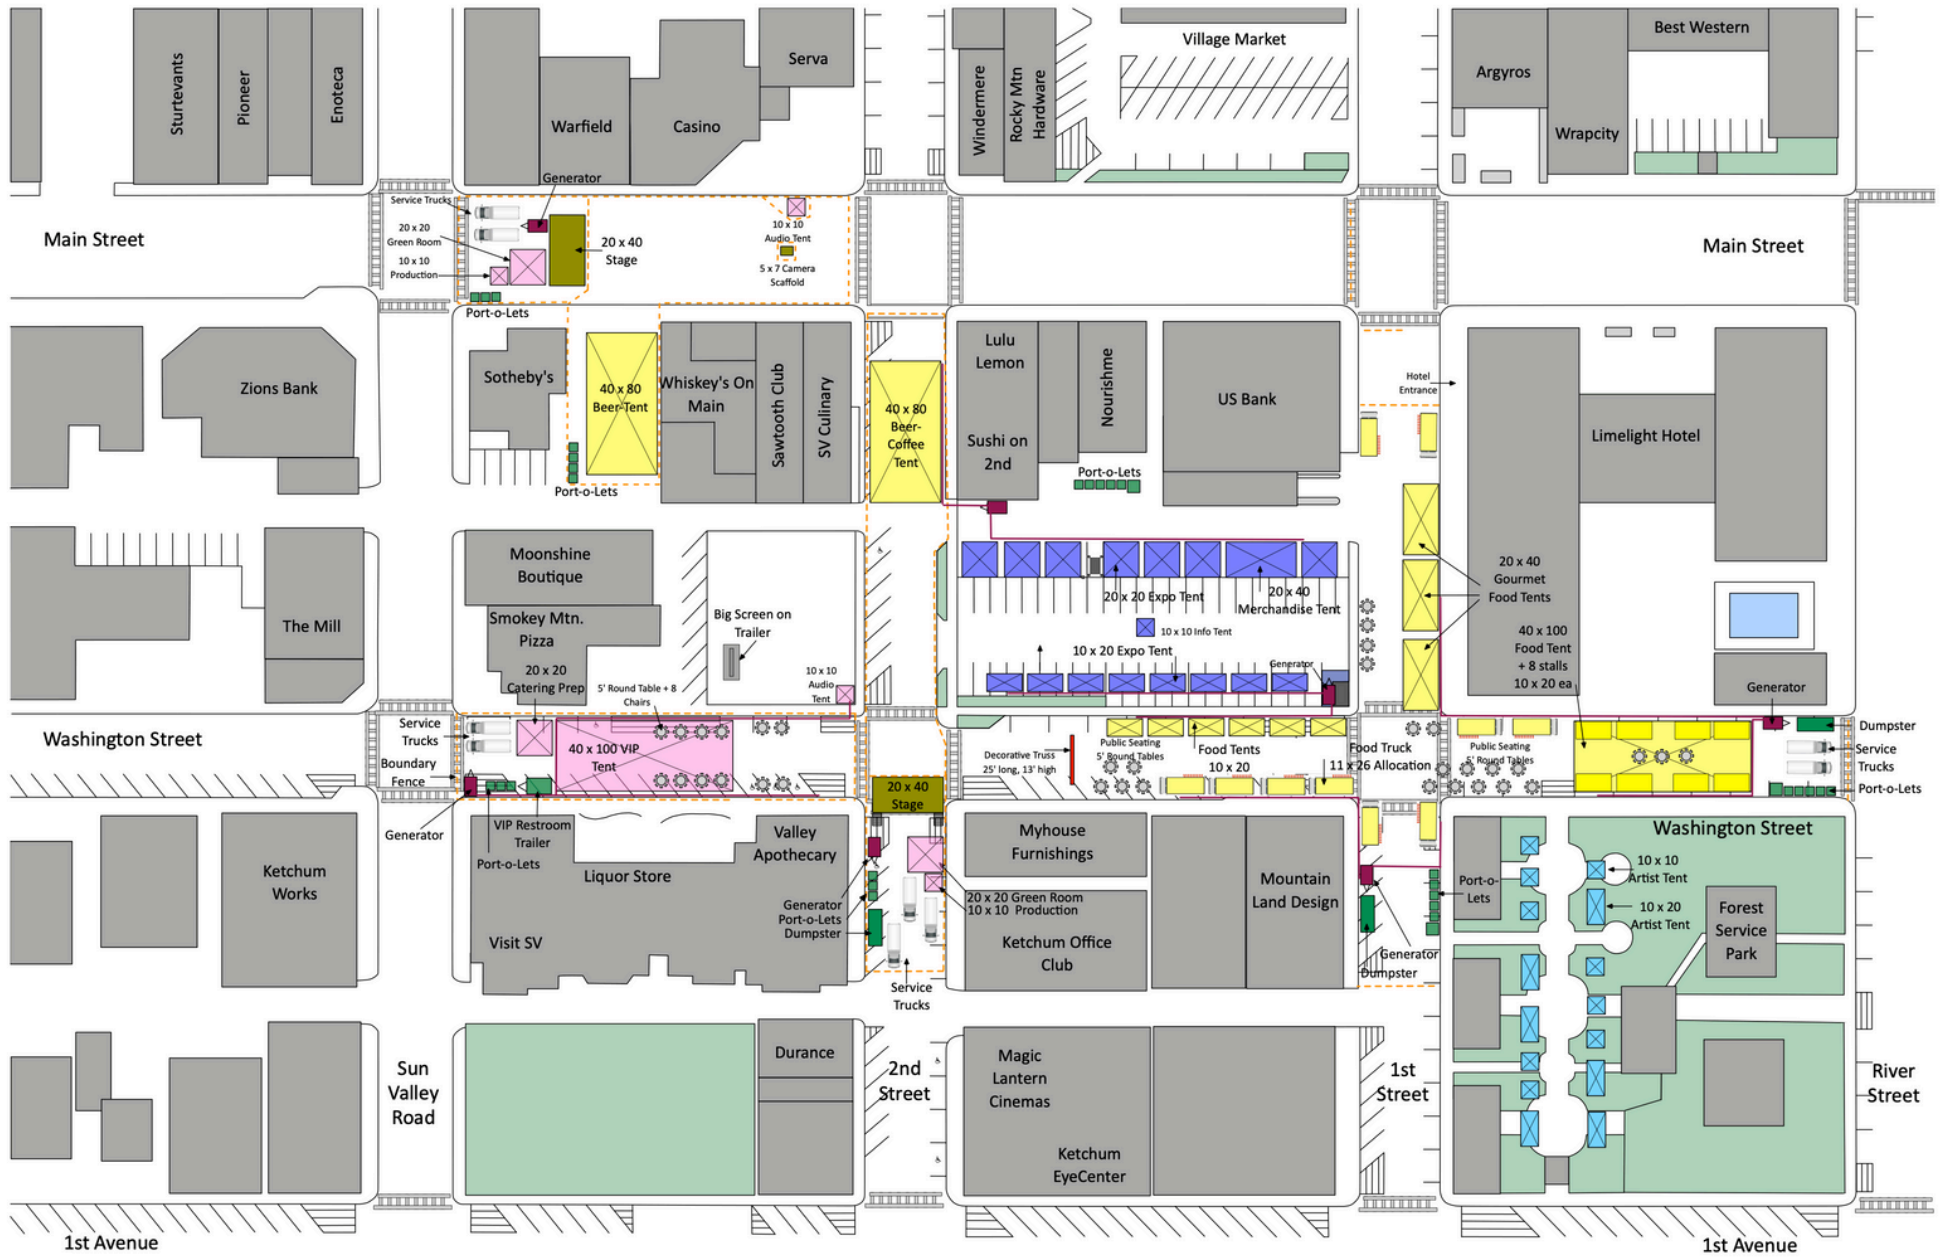 Sturtevants
Pioneer
Enoteca
Warfield
Casino
Serva
Windermere
Rocky Mtn
Hardware
Village Market
Argyros
Wrapcity
Best Western
Main Street
Service Trucks
Generator
20 x 20
Green Room
10 x 10
Production
20 x 40
Stage
10 x 10
Audio Tent
5 x 7 Camera
Scaffold
Port-o-Lets
Main Street
Zions Bank
Sotheby's
40 x 80
Beer-Tent
Port-o-Lets
Whiskey's On
Main
Sawtooth Club
SV Culinary
40 x 80
Beer-
Coffee
Tent
Lulu
Lemon
Sushi on
2nd
Nourishme
Port-o-Lets
US Bank
Hotel
Entrance
Limelight Hotel
The Mill
Moonshine
Boutique
Smokey Mtn.
Pizza
20 x 20
Catering Prep
5' Round Table + 8
Chairs
Big Screen on
Trailer
10 x 10
Audio
Tent
20 x 20 Expo Tent
20 x 40
Merchandise Tent
10 x 10 Info Tent
10 x 20 Expo Tent
Generator
20 x 40
Gourmet
Food Tents
40 x 100
Food Tent
+ 8 stalls
10 x 20 ea
Generator
Washington Street
Service
Trucks
Boundary
Fence
Generator
40 x 100 VIP
Tent
VIP Restroom
Trailer
Port-o-Lets
20 x 40
Stage
Decorative Truss
25' long, 13' high
Public Seating
5' Round Tables
Food Tents
10 x 20
Food Truck
11 x 26 Allocation
Public Seating
5' Round Tables
Dumpster
Service
Trucks
Port-o-Lets
Washington Street
Ketchum
Works
Visit SV
Liquor Store
Valley
Apothecary
Generator
Port-o-Lets
Dumpster
20 x 20 Green Room
10 x 10 Production
Service
Trucks
Myhouse
Furnishings
Ketchum Office
Club
Mountain
Land Design
Generator
Dumpster
Port-o-
Lets
10 x 10
Artist Tent
10 x 20
Artist Tent
Forest
Service
Park
Sun
Valley
Road
Durance
2nd
Street
Magic
Lantern
Cinemas
Ketchum
EyeCenter
1st
Street
River
Street
1st Avenue
1st Avenue